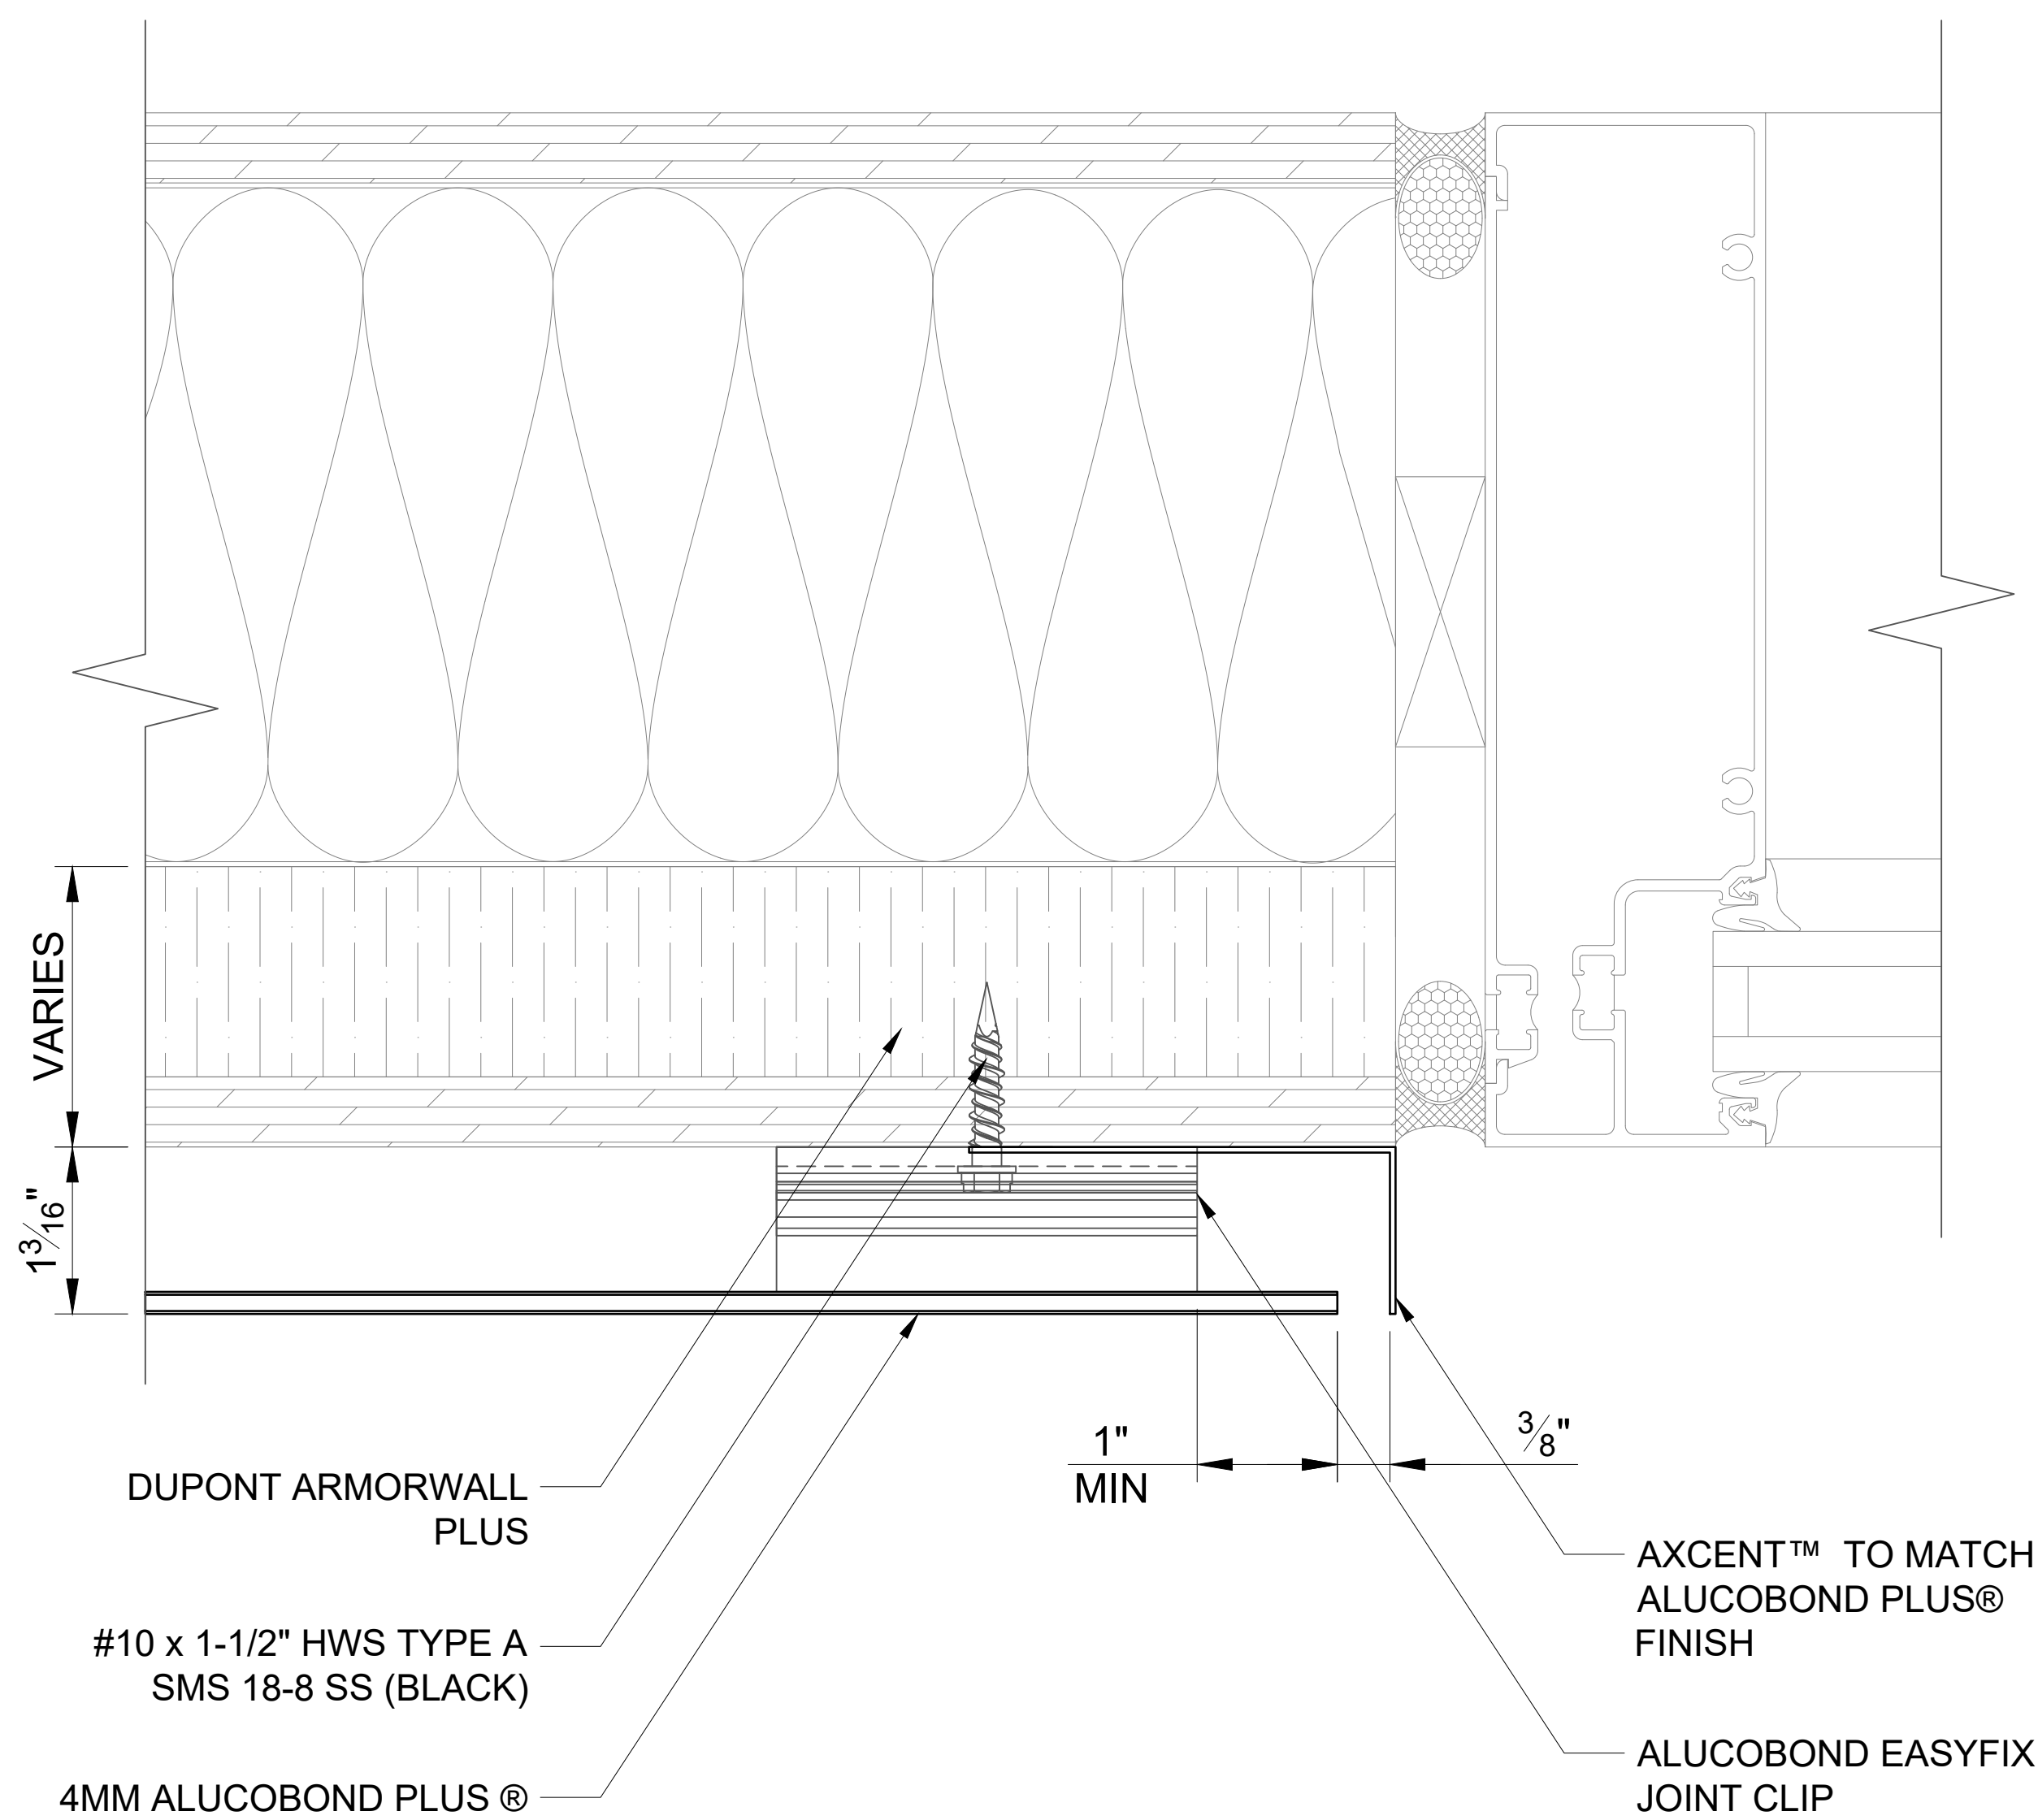 VARIES
1 3/16"
1"
MIN
3/8"
DUPONT ARMORWALL
PLUS
#10 x 1-1/2" HWS TYPE A
SMS 18-8 SS (BLACK)
4MM ALUCOBOND PLUS ®
AXCENT™ TO MATCH
ALUCOBOND PLUS®
FINISH
ALUCOBOND EASYFIX
JOINT CLIP